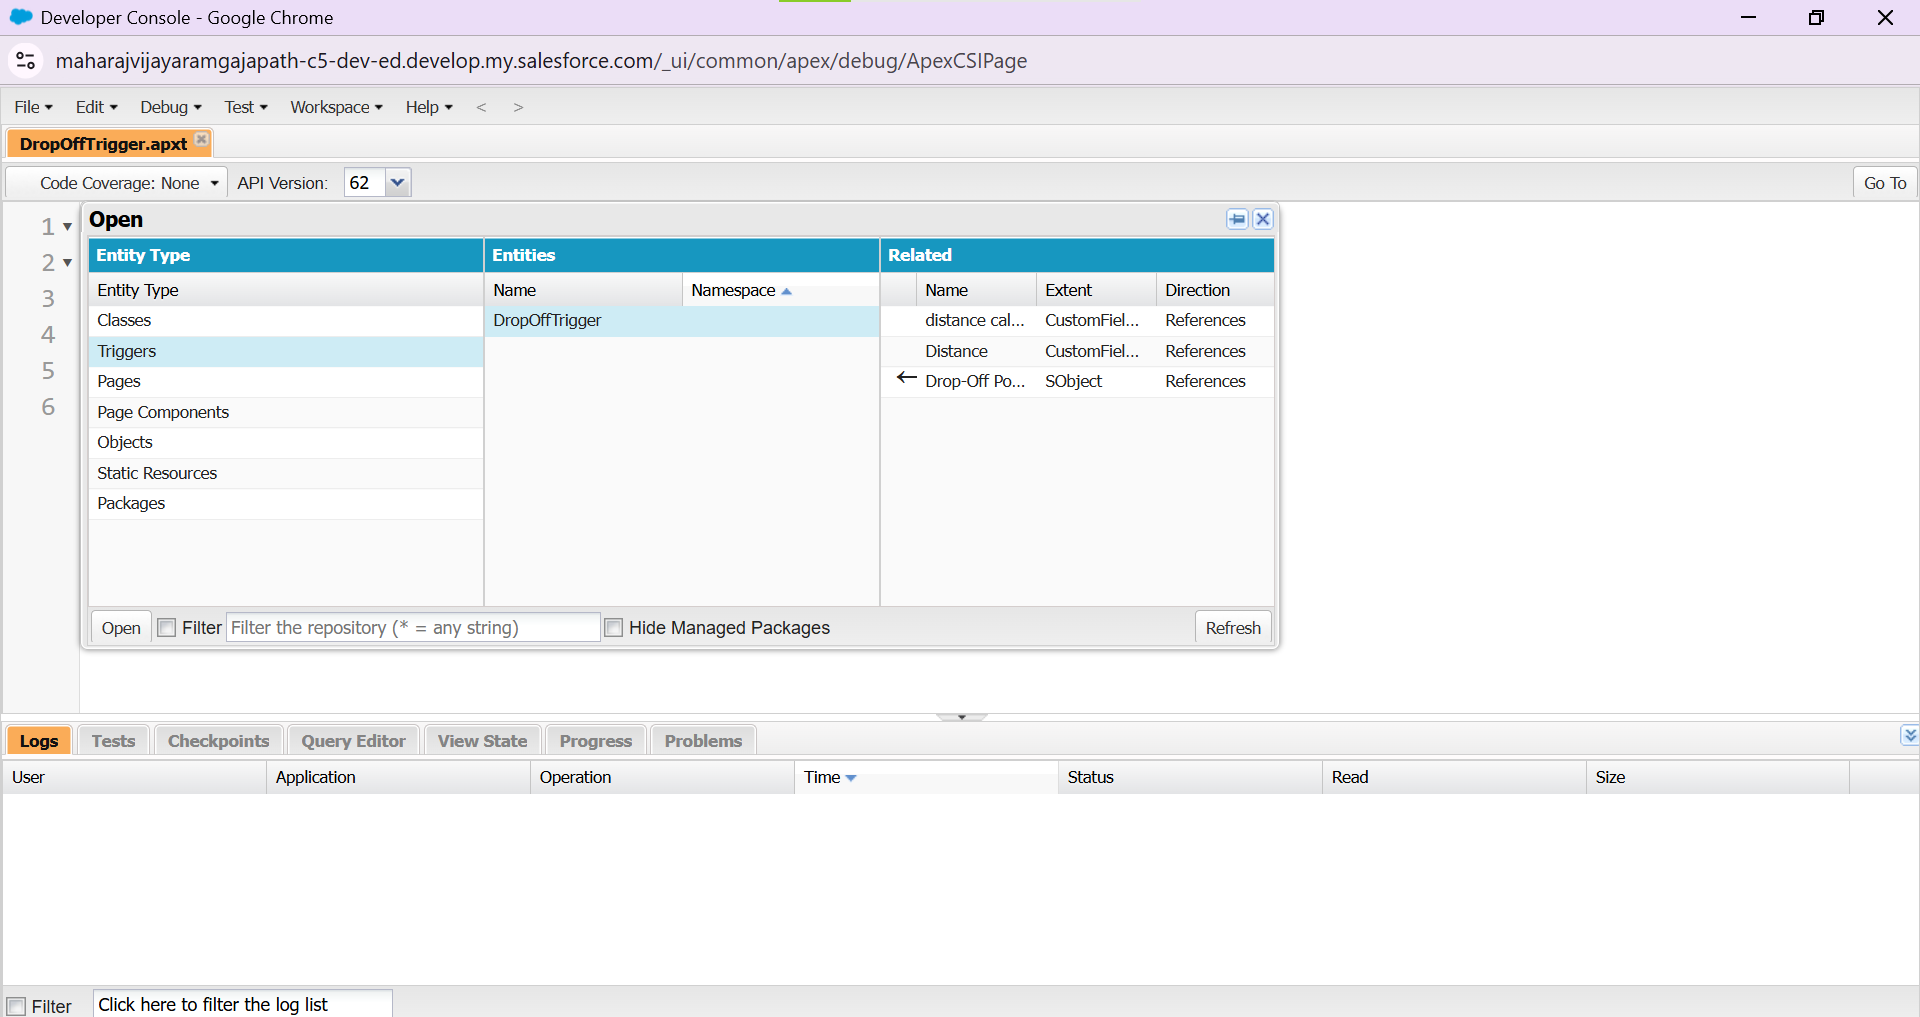 Developer Console - Google Chrome
maharajvijayaramgajapath-c5-dev-ed.develop.my.salesforce.com/_ui/common/apex/debug/ApexCSIPage
File Edit Debug Test Workspace Help < >
DropOffTrigger.apxt
Code Coverage: None API Version: 62 Go To
1
2
3
4
5
6
Open
Entity Type Entities Related
Entity Type Name Namespace Name Extent Direction
Classes DropOffTrigger distance cal... CustomFiel... References
Triggers Distance CustomFiel... References
Pages ← Drop-Off Po... SObject References
Page Components
Objects
Static Resources
Packages
Open Filter Filter the repository (* = any string) Hide Managed Packages Refresh
Logs Tests Checkpoints Query Editor View State Progress Problems
User Application Operation Time Status Read Size
Filter Click here to filter the log list